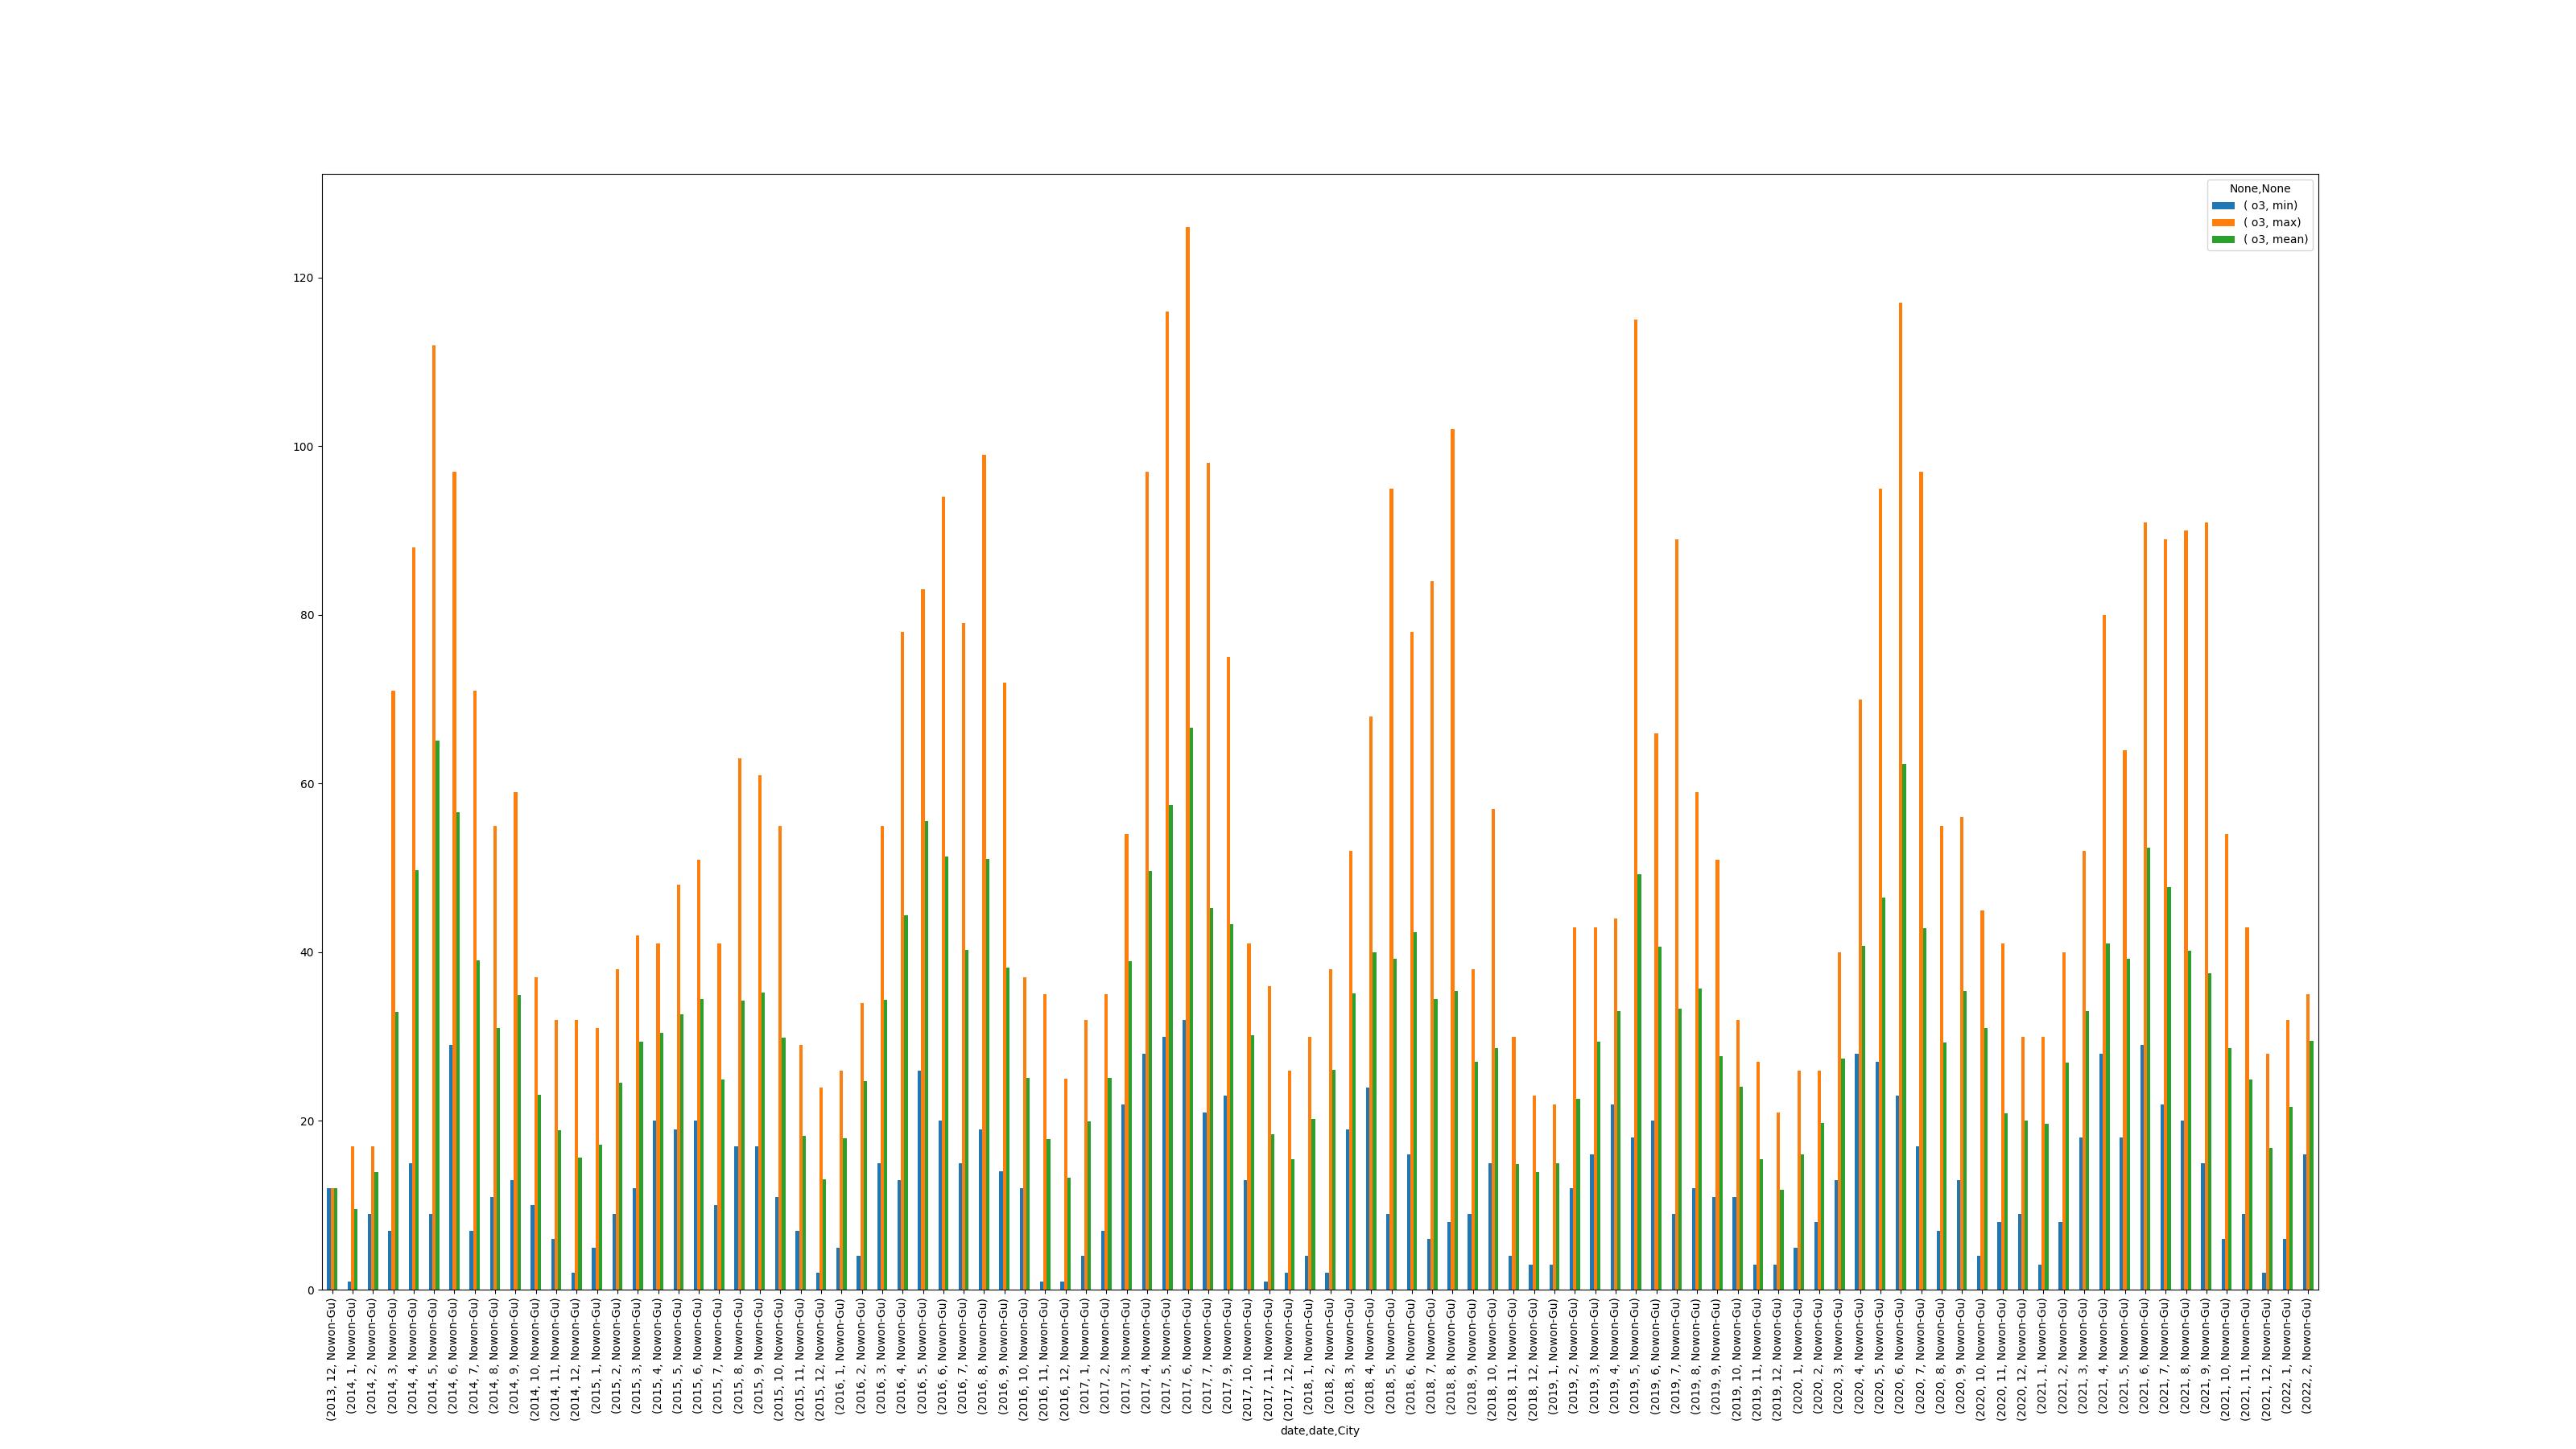 None,None
( o3, min)
( o3, max)
( o3, mean)
120
100
80
60
40
20
0
(2013, 12, Nowon-Gu)
(2014, 1, Nowon-Gu)
(2014, 2, Nowon-Gu)
(2014, 3, Nowon-Gu)
(2014, 4, Nowon-Gu)
(2014, 5, Nowon-Gu)
(2014, 6, Nowon-Gu)
(2014, 7, Nowon-Gu)
(2014, 8, Nowon-Gu)
(2014, 9, Nowon-Gu)
(2014, 10, Nowon-Gu)
(2014, 11, Nowon-Gu)
(2014, 12, Nowon-Gu)
(2015, 1, Nowon-Gu)
(2015, 2, Nowon-Gu)
(2015, 3, Nowon-Gu)
(2015, 4, Nowon-Gu)
(2015, 5, Nowon-Gu)
(2015, 6, Nowon-Gu)
(2015, 7, Nowon-Gu)
(2015, 8, Nowon-Gu)
(2015, 9, Nowon-Gu)
(2015, 10, Nowon-Gu)
(2015, 11, Nowon-Gu)
(2015, 12, Nowon-Gu)
(2016, 1, Nowon-Gu)
(2016, 2, Nowon-Gu)
(2016, 3, Nowon-Gu)
(2016, 4, Nowon-Gu)
(2016, 5, Nowon-Gu)
(2016, 6, Nowon-Gu)
(2016, 7, Nowon-Gu)
(2016, 8, Nowon-Gu)
(2016, 9, Nowon-Gu)
(2016, 10, Nowon-Gu)
(2016, 11, Nowon-Gu)
(2016, 12, Nowon-Gu)
(2017, 1, Nowon-Gu)
(2017, 2, Nowon-Gu)
(2017, 3, Nowon-Gu)
(2017, 4, Nowon-Gu)
(2017, 5, Nowon-Gu)
(2017, 6, Nowon-Gu)
(2017, 7, Nowon-Gu)
(2017, 9, Nowon-Gu)
(2017, 10, Nowon-Gu)
(2017, 11, Nowon-Gu)
(2017, 12, Nowon-Gu)
(2018, 1, Nowon-Gu)
(2018, 2, Nowon-Gu)
(2018, 3, Nowon-Gu)
(2018, 4, Nowon-Gu)
(2018, 5, Nowon-Gu)
(2018, 6, Nowon-Gu)
(2018, 7, Nowon-Gu)
(2018, 8, Nowon-Gu)
(2018, 9, Nowon-Gu)
(2018, 10, Nowon-Gu)
(2018, 11, Nowon-Gu)
(2018, 12, Nowon-Gu)
(2019, 1, Nowon-Gu)
(2019, 2, Nowon-Gu)
(2019, 3, Nowon-Gu)
(2019, 4, Nowon-Gu)
(2019, 5, Nowon-Gu)
(2019, 6, Nowon-Gu)
(2019, 7, Nowon-Gu)
(2019, 8, Nowon-Gu)
(2019, 9, Nowon-Gu)
(2019, 10, Nowon-Gu)
(2019, 11, Nowon-Gu)
(2019, 12, Nowon-Gu)
(2020, 1, Nowon-Gu)
(2020, 2, Nowon-Gu)
(2020, 3, Nowon-Gu)
(2020, 4, Nowon-Gu)
(2020, 5, Nowon-Gu)
(2020, 6, Nowon-Gu)
(2020, 7, Nowon-Gu)
(2020, 8, Nowon-Gu)
(2020, 9, Nowon-Gu)
(2020, 10, Nowon-Gu)
(2020, 11, Nowon-Gu)
(2020, 12, Nowon-Gu)
(2021, 1, Nowon-Gu)
(2021, 2, Nowon-Gu)
(2021, 3, Nowon-Gu)
(2021, 4, Nowon-Gu)
(2021, 5, Nowon-Gu)
(2021, 6, Nowon-Gu)
(2021, 7, Nowon-Gu)
(2021, 8, Nowon-Gu)
(2021, 9, Nowon-Gu)
(2021, 10, Nowon-Gu)
(2021, 11, Nowon-Gu)
(2021, 12, Nowon-Gu)
(2022, 1, Nowon-Gu)
(2022, 2, Nowon-Gu)
date,date,City